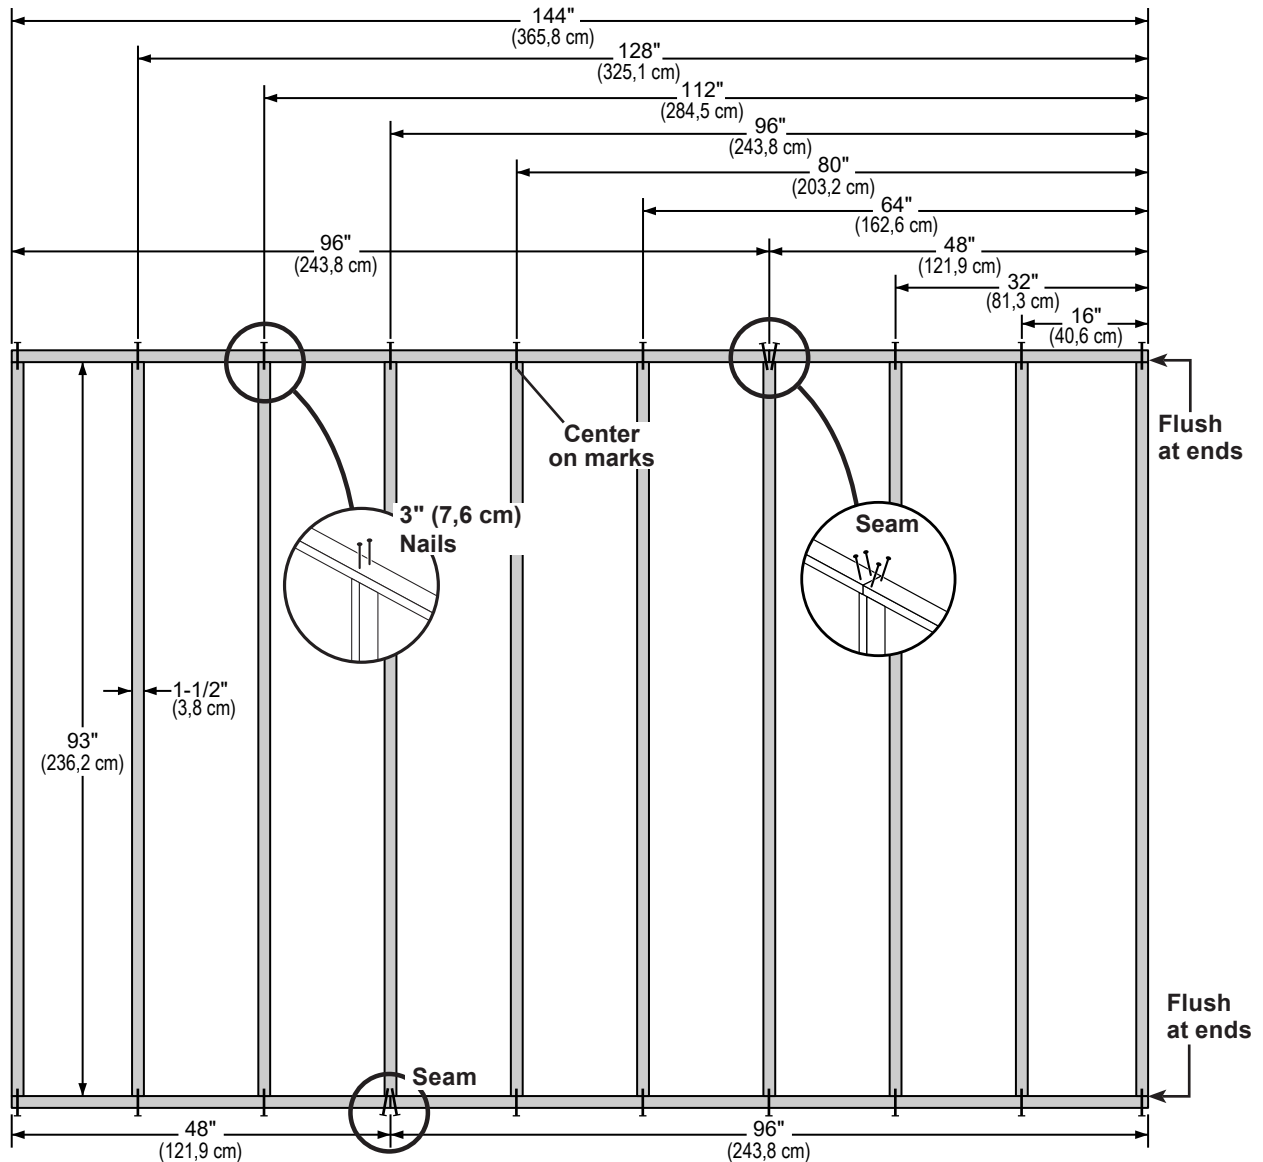 144"
(365,8 cm)
128"
(325,1 cm)
112"
(284,5 cm)
96"
(243,8 cm)
80"
(203,2 cm)
64"
(162,6 cm)
96"
(243,8 cm)
48"
(121,9 cm)
32"
(81,3 cm)
16"
(40,6 cm)
Flush
at ends
Center
on marks
3" (7,6 cm)
Nails
Seam
1-1/2"
(3,8 cm)
93"
(236,2 cm)
Flush
at ends
Seam
48"
(121,9 cm)
96"
(243,8 cm)